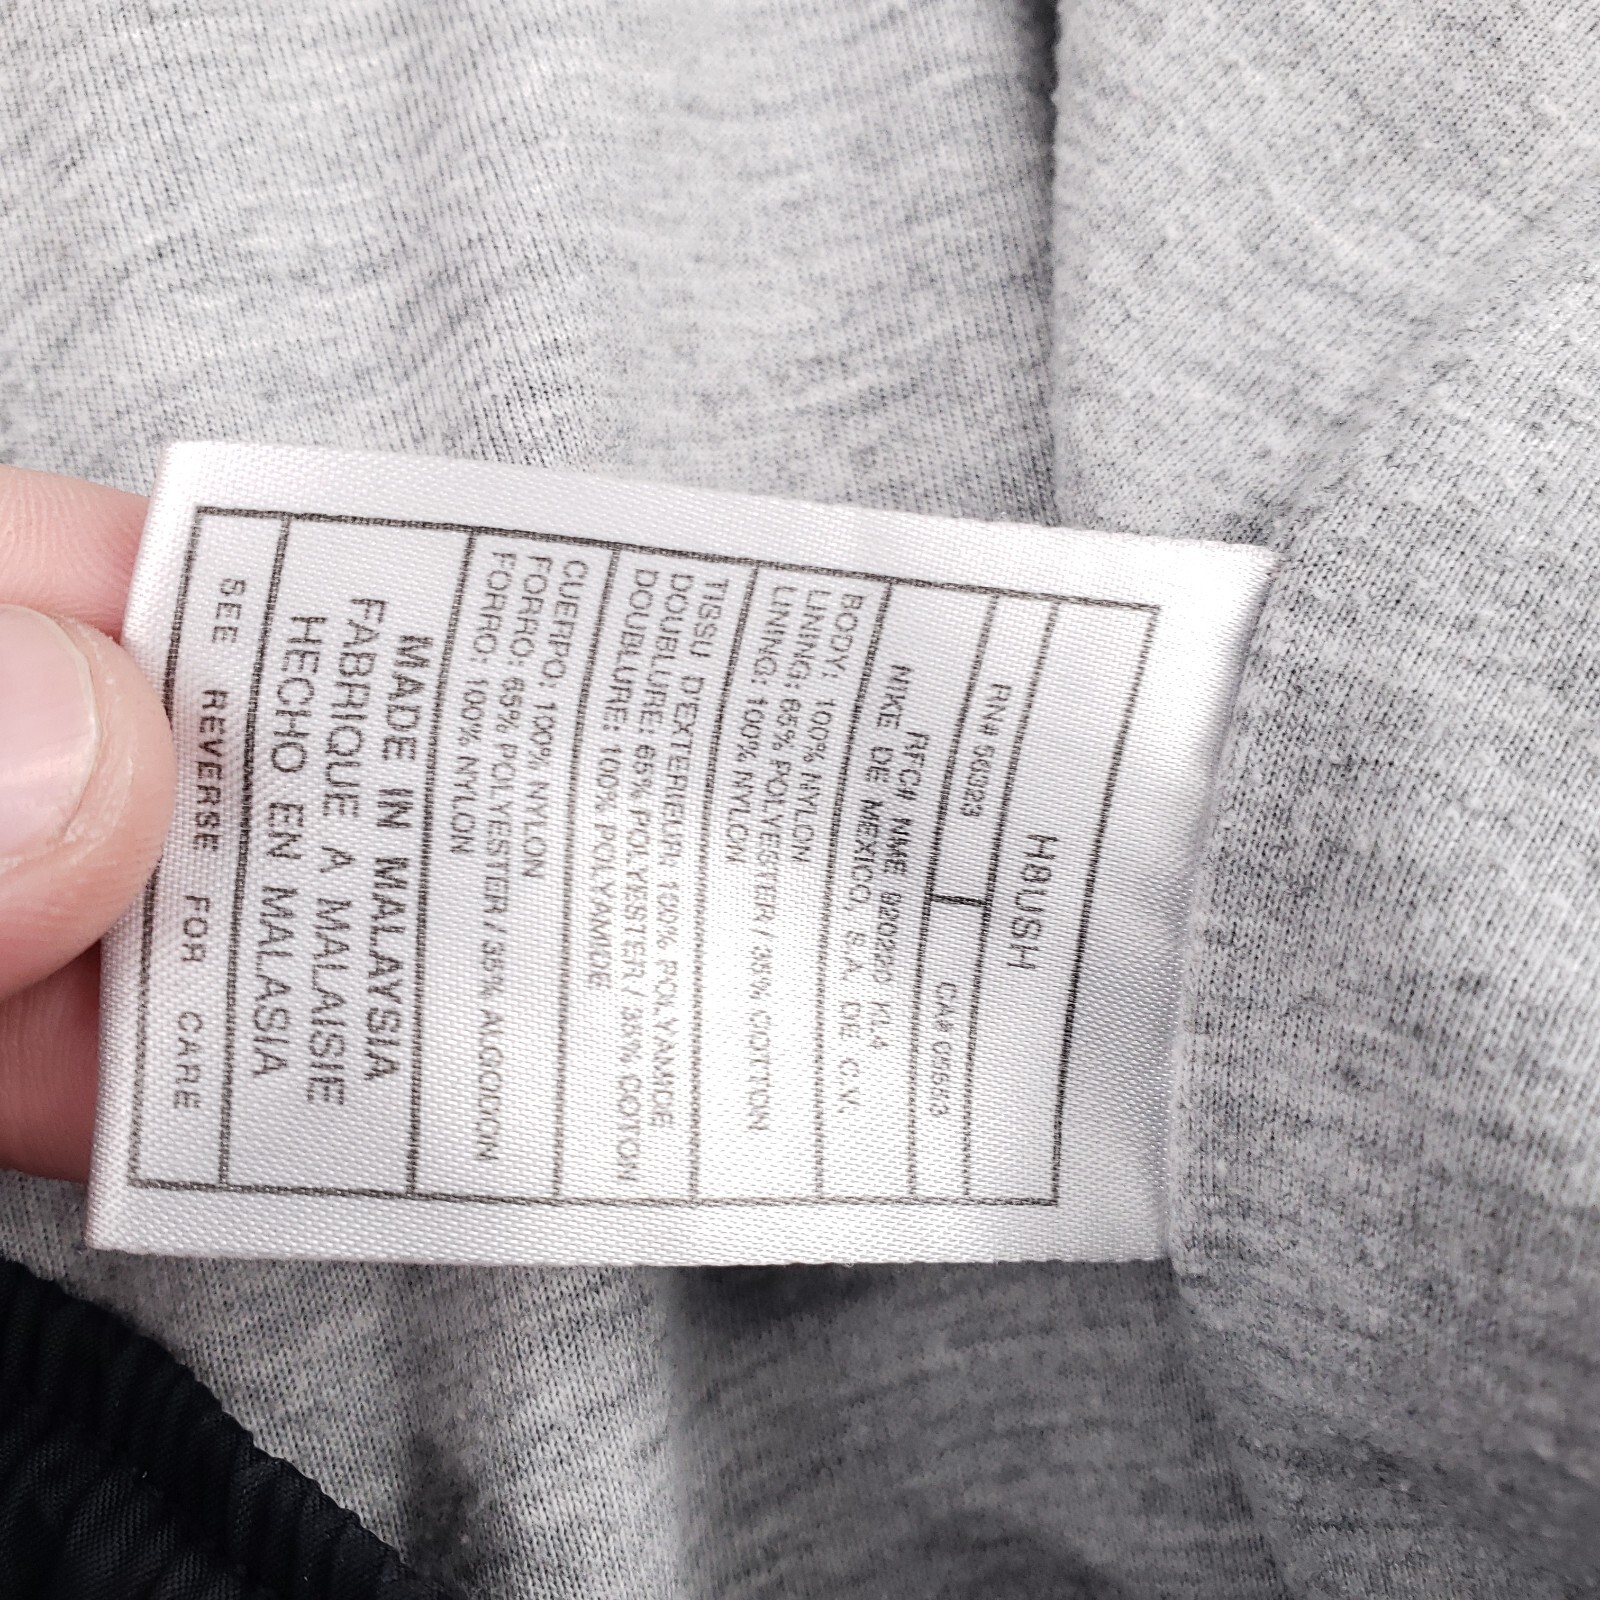 H8USH
RN# 56323 CA# 05553
RFC# NME 920220 KL4
NIKE DE MEXICO, S.A. DE C.V.
BODY: 100% NYLON
LINING: 65% POLYESTER / 35% COTTON
LINING: 100% NYLON
TISSU D'EXTERIEUR: 100% POLYAMIDE
DOUBLURE: 65% POLYESTER / 35% COTON
DOUBLURE: 100% POLYAMIDE
CUERPO: 100% NYLON
FORRO: 65% POLYESTER / 35% ALGODON
FORRO: 100% NYLON
MADE IN MALAYSIA
FABRIQUE A MALAISIE
HECHO EN MALASIA
SEE REVERSE FOR CARE